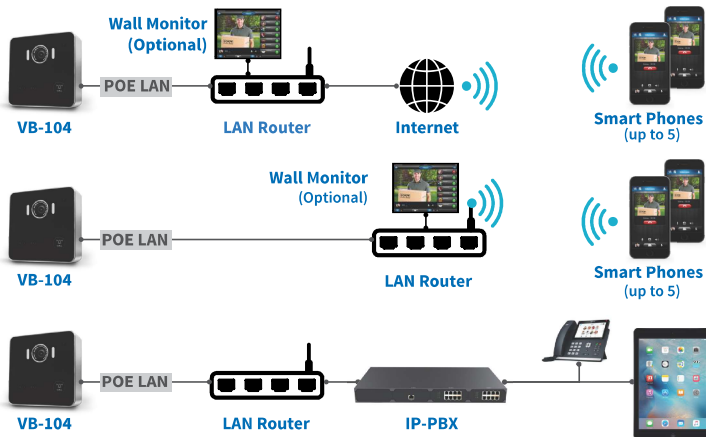 Wall Monitor
(Optional)
POE LAN
VB-104
LAN Router
Internet
Smart Phones
(up to 5)
Wall Monitor
(Optional)
POE LAN
VB-104
LAN Router
Smart Phones
(up to 5)
POE LAN
VB-104
LAN Router
IP-PBX